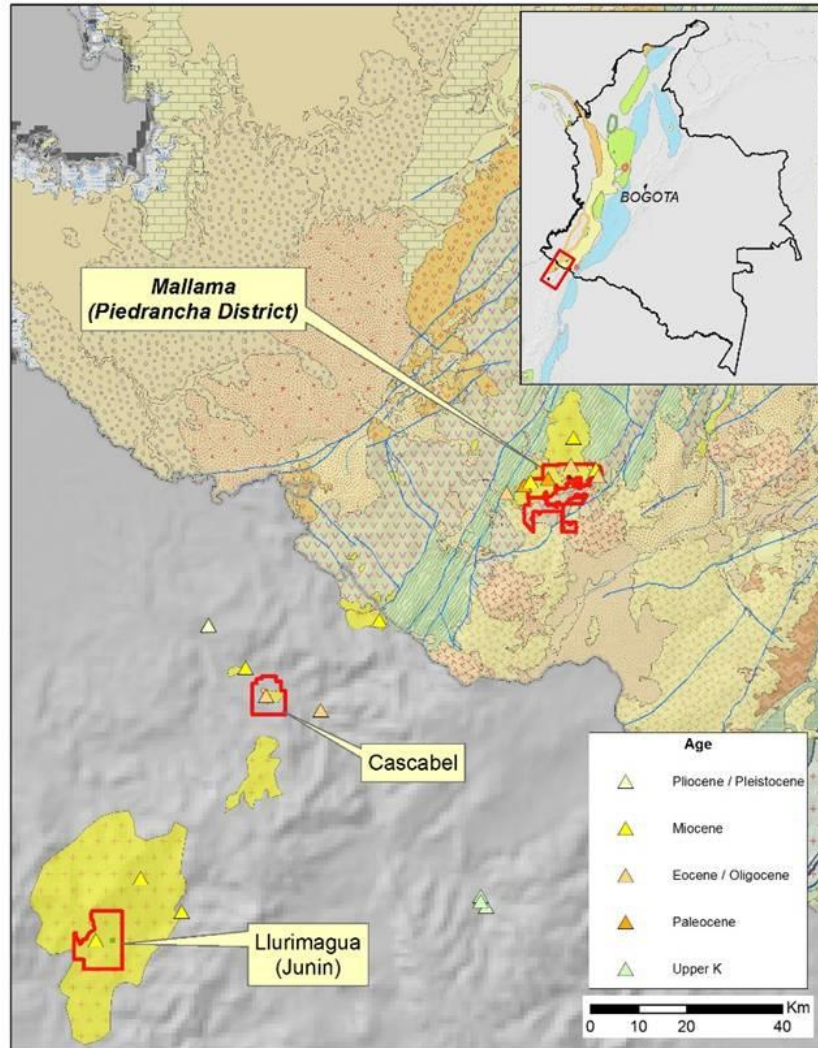 BOGOTA
Mallama
(Piedrancha District)
Cascabel
Llurimagua
(Junin)
Age
Pliocene / Pleistocene
Miocene
Eocene / Oligocene
Paleocene
Upper K
Km
0 10 20 40